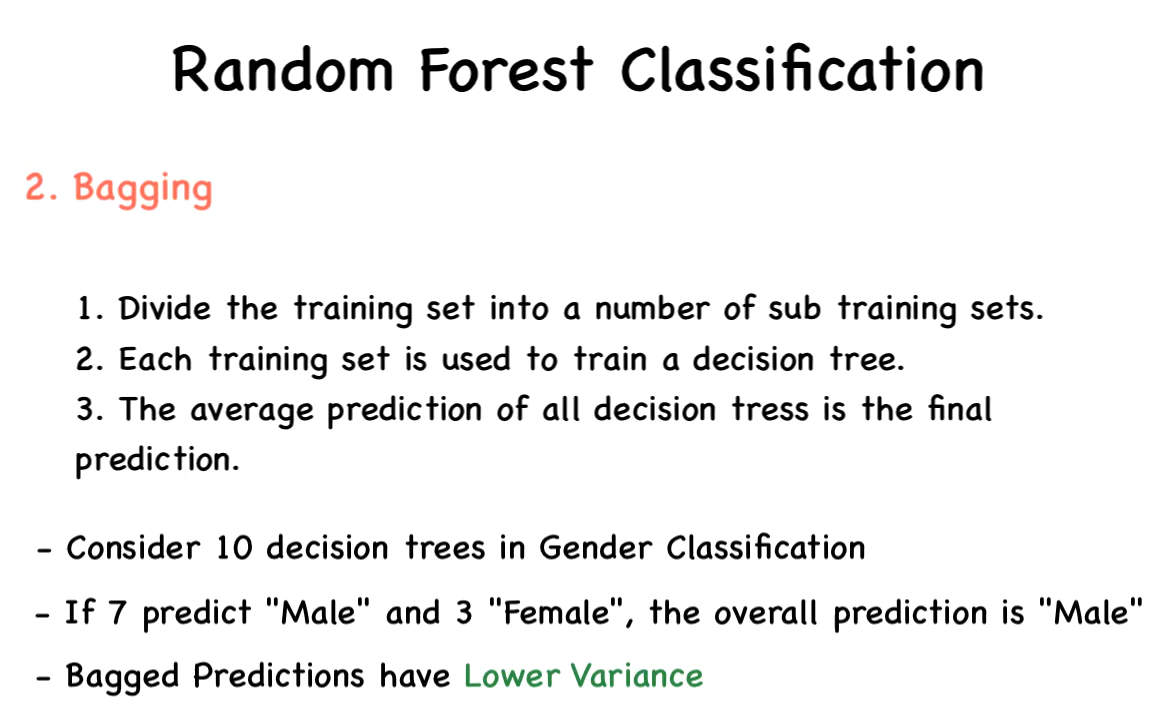 Random Forest Classification
2. Bagging
1. Divide the training set into a number of sub training sets.
2. Each training set is used to train a decision tree.
3. The average prediction of all decision tress is the final
prediction.
- Consider 10 decision trees in Gender Classification
- If 7 predict "Male" and 3 "Female", the overall prediction is "Male"
- Bagged Predictions have Lower Variance